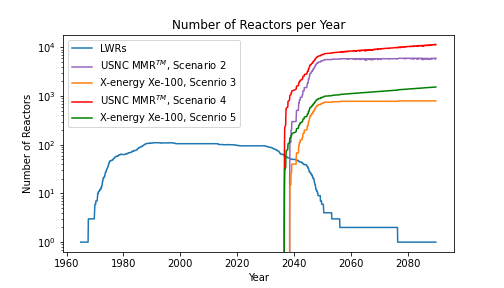 Number of Reactors per Year
LWRs
USNC MMR™, Scenario 2
X-energy Xe-100, Scenrio 3
USNC MMR™, Scenario 4
X-energy Xe-100, Scenrio 5
Number of Reactors
10⁴
10³
10²
10¹
10⁰
1960 1980 2000 2020 2040 2060 2080
Year